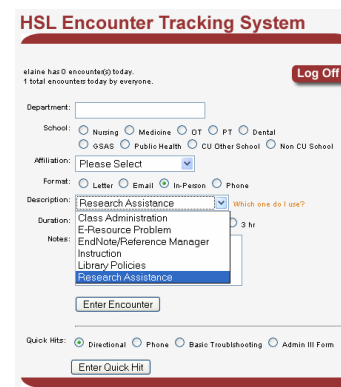 HSL Encounter Tracking System
elaine has 0 encounter(s) today.
1 total encounters today by everyone.
Log Off
Department:
School: Nursing Medicine OT PT Dental
GSAS Public Health CU Other School Non CU School
Affiliation: Please Select
Format: Letter Email In-Person Phone
Description: Research Assistance Which one do I use?
Duration: 3 hr
Class Administration
E-Resource Problem
Notes: EndNote/Reference Manager
Instruction
Library Policies
Research Assistance
Enter Encounter
Quick Hits: Directional Phone Basic Troublshooting Admin Ill Form
Enter Quick Hit